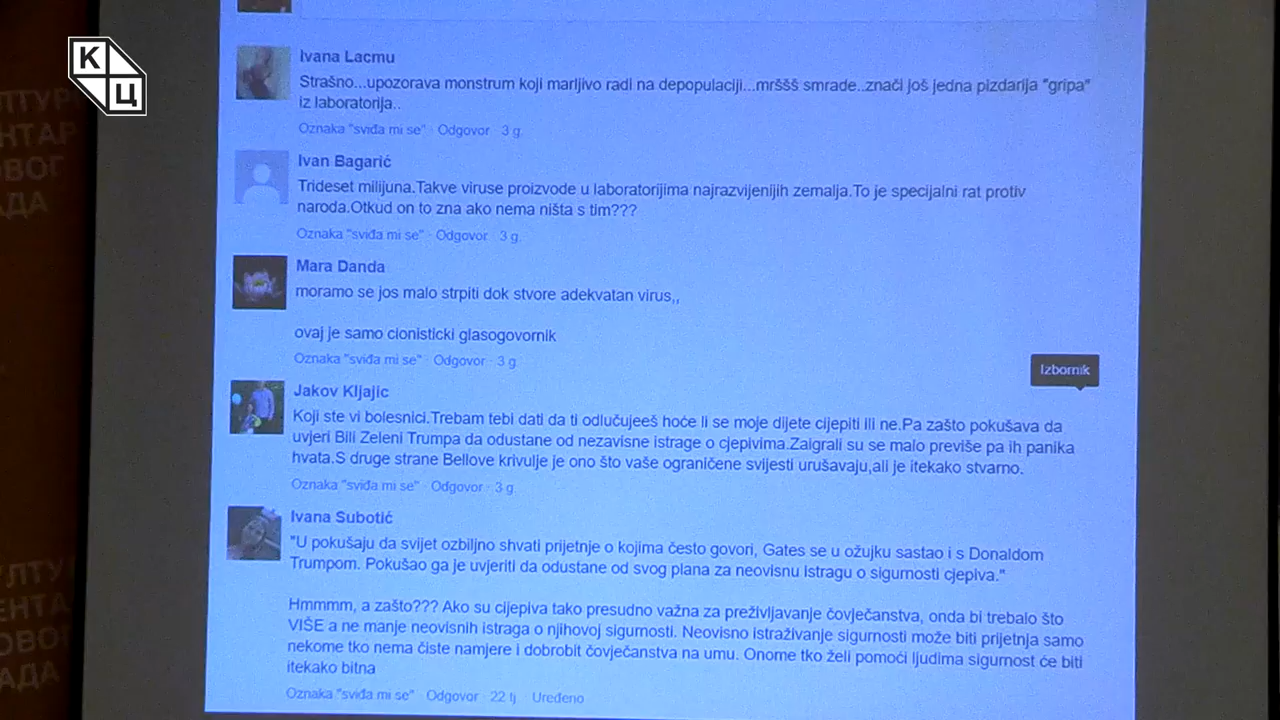 К
Ц
Ivana Lacmu
Strašno...upozorava monstrum koji marljivo radi na depopulaciji...mrššš smrade..znači još jedna pizdarija "gripa"
iz laboratorija..
Oznaka "sviđa mi se" · Odgovor · 3 g.
Ivan Bagarić
Trideset milijuna.Takve viruse proizvode u laboratorijima najrazvijenijih zemalja.To je specijalni rat protiv
naroda.Otkud on to zna ako nema ništa s tim???
Oznaka "sviđa mi se" · Odgovor · 3 g.
Mara Danda
moramo se jos malo strpiti dok stvore adekvatan virus,,
ovaj je samo cionisticki glasogovornik
Oznaka "sviđa mi se" · Odgovor · 3 g.
Izbornik
Jakov Kljajic
Koji ste vi bolesnici.Trebam tebi dati da ti odlučujeeš hoće li se moje dijete cijepiti ili ne.Pa zašto pokušava da
uvjeri Bili Zeleni Trumpa da odustane od nezavisne istrage o cjepivima.Zaigrali su se malo previše pa ih panika
hvata.S druge strane Bellove krivulje je ono što vaše ograničene svijesti urušavaju,ali je itekako stvarno.
Oznaka "sviđa mi se" · Odgovor · 3 g.
Ivana Subotić
"U pokušaju da svijet ozbiljno shvati prijetnje o kojima često govori, Gates se u ožujku sastao i s Donaldom
Trumpom. Pokušao ga je uvjeriti da odustane od svog plana za neovisnu istragu o sigurnosti cjepiva."
Hmmmm, a zašto??? Ako su cijepiva tako presudno važna za preživljavanje čovječanstva, onda bi trebalo što
VIŠE a ne manje neovisnih istraga o njihovoj sigurnosti. Neovisno istraživanje sigurnosti može biti prijetnja samo
nekome tko nema čiste namjere i dobrobit čovječanstva na umu. Onome tko želi pomoći ljudima sigurnost će biti
itekako bitna
Oznaka "sviđa mi se" · Odgovor · 22 tj. · Uređeno